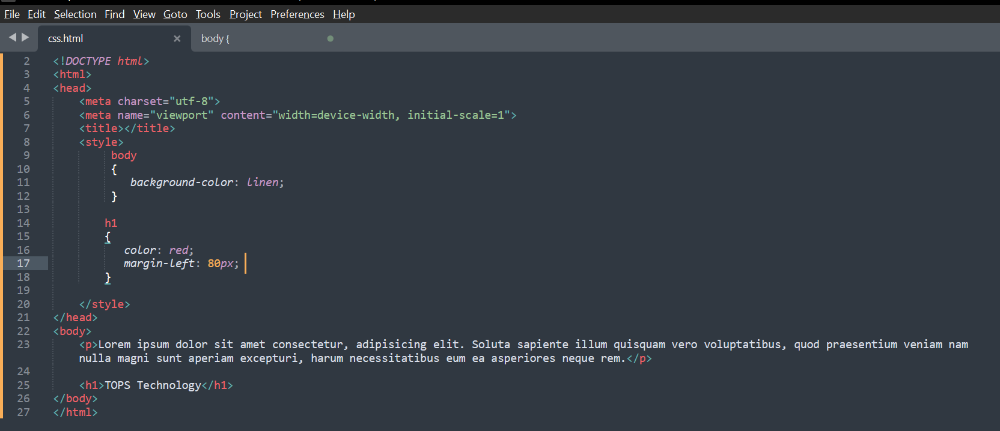 File Edit Selection Find View Goto Tools Project Preferences Help
css.html × body {
2 <!DOCTYPE html>
3 <html>
4 <head>
5 <meta charset="utf-8">
6 <meta name="viewport" content="width=device-width, initial-scale=1">
7 <title></title>
8 <style>
9 body
10 {
11 background-color: linen;
12 }
13
14 h1
15 {
16 color: red;
17 margin-left: 80px;
18 }
19
20 </style>
21 </head>
22 <body>
23 <p>Lorem ipsum dolor sit amet consectetur, adipisicing elit. Soluta sapiente illum quisquam vero voluptatibus, quod praesentium veniam nam
nulla magni sunt aperiam excepturi, harum necessitatibus eum ea asperiores neque rem.</p>
24
25 <h1>TOPS Technology</h1>
26 </body>
27 </html>